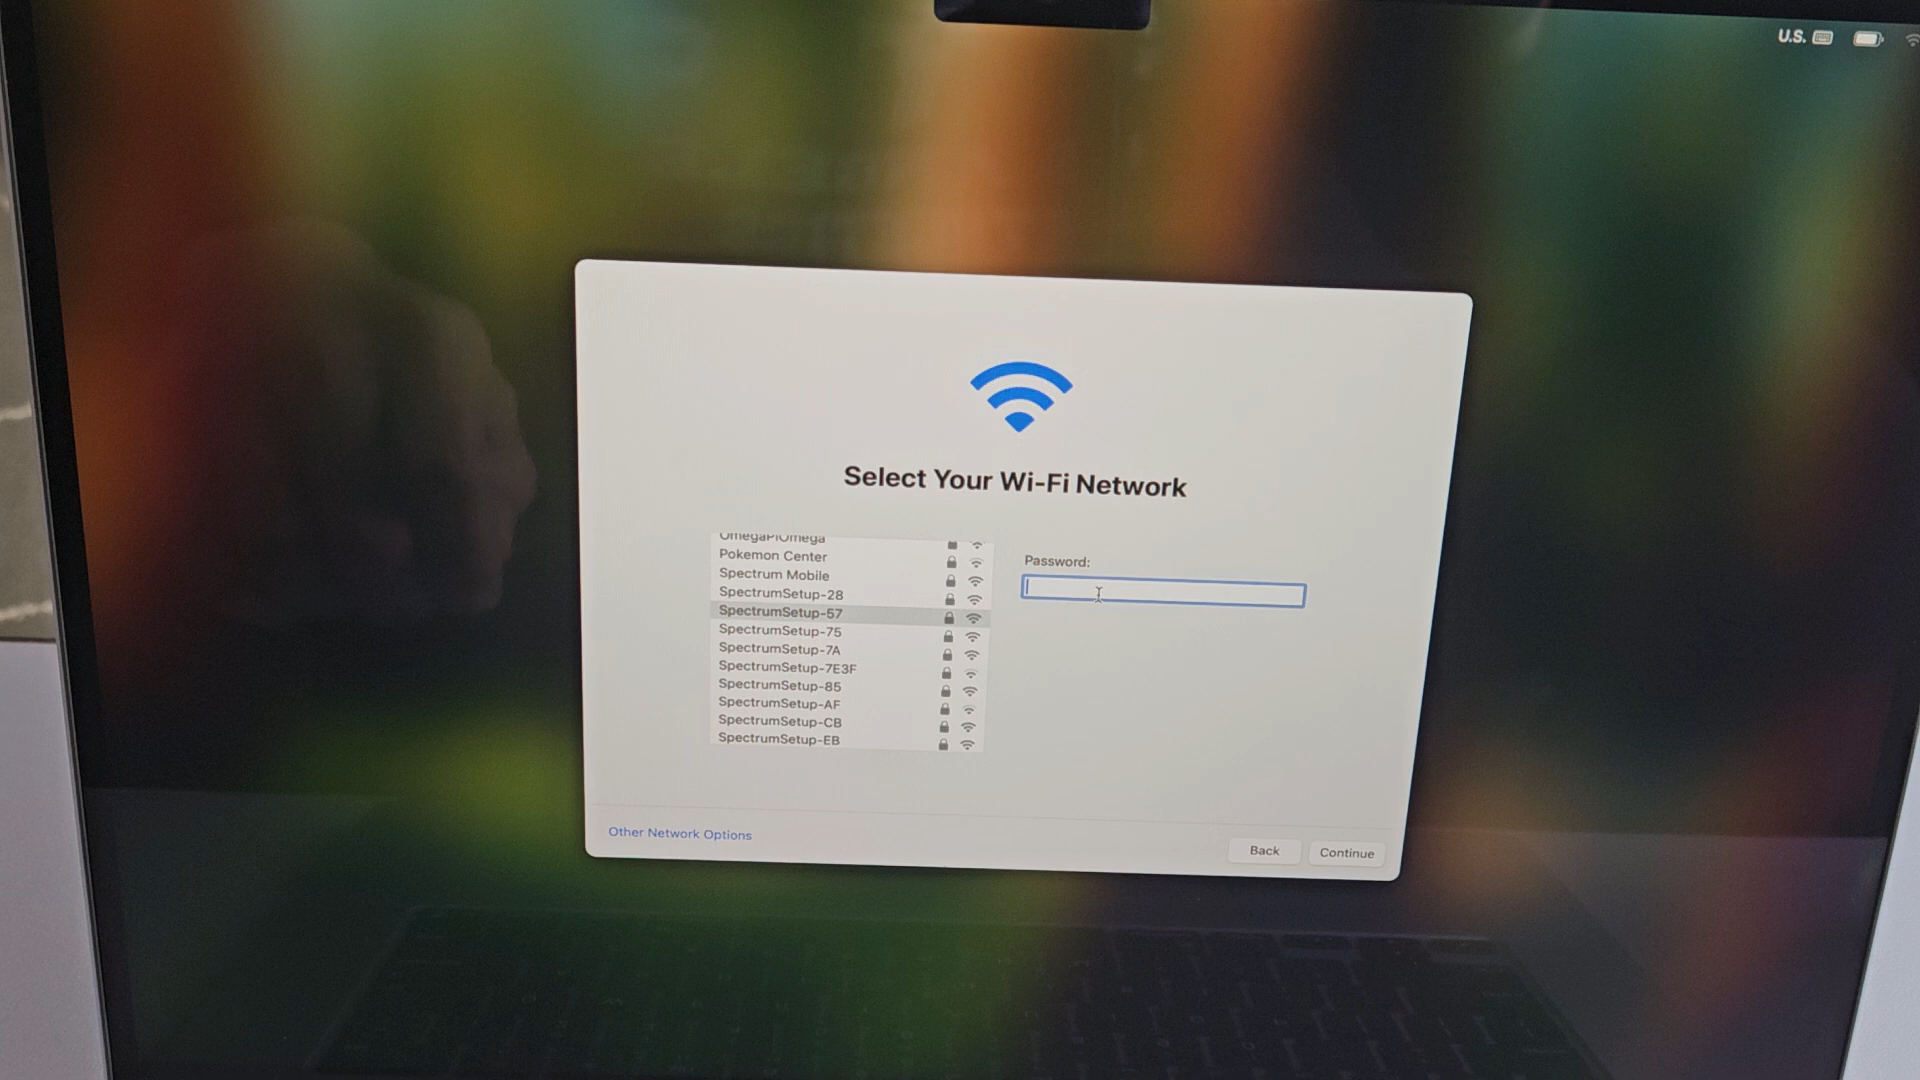 U.S.
Select Your Wi-Fi Network
OmegaPiOmega
Pokemon Center
Spectrum Mobile
SpectrumSetup-28
SpectrumSetup-57
SpectrumSetup-75
SpectrumSetup-7A
SpectrumSetup-7E3F
SpectrumSetup-85
SpectrumSetup-AF
SpectrumSetup-CB
SpectrumSetup-EB
Password:
Other Network Options
Back
Continue